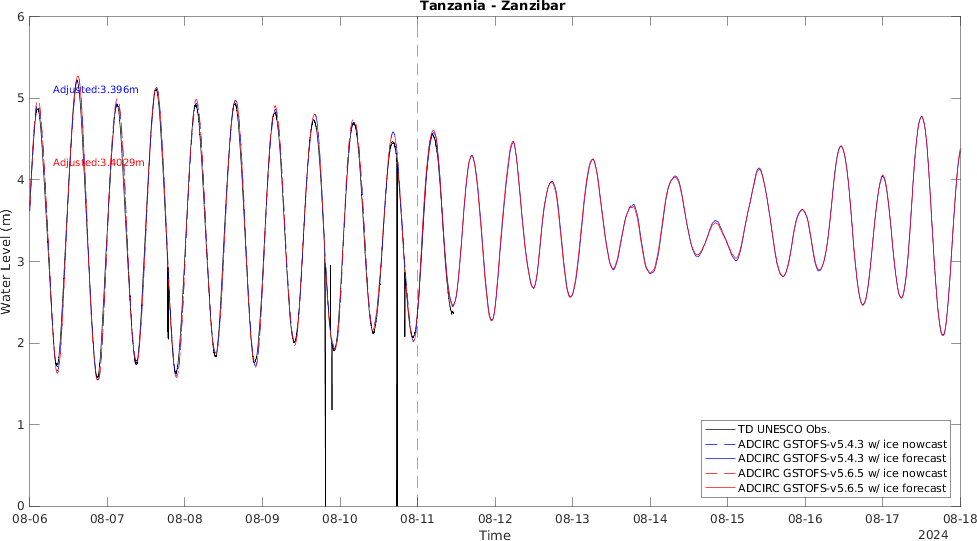 Tanzania - Zanzibar
6
5
4
3
2
1
0
Water Level (m)
Adjusted:3.396m
Adjusted:3.4029m
TD UNESCO Obs.
ADCIRC GSTOFS-v5.4.3 w/ ice nowcast
ADCIRC GSTOFS-v5.4.3 w/ ice forecast
ADCIRC GSTOFS-v5.6.5 w/ ice nowcast
ADCIRC GSTOFS-v5.6.5 w/ ice forecast
08-06 08-07 08-08 08-09 08-10 08-11 08-12 08-13 08-14 08-15 08-16 08-17 08-18
Time
2024